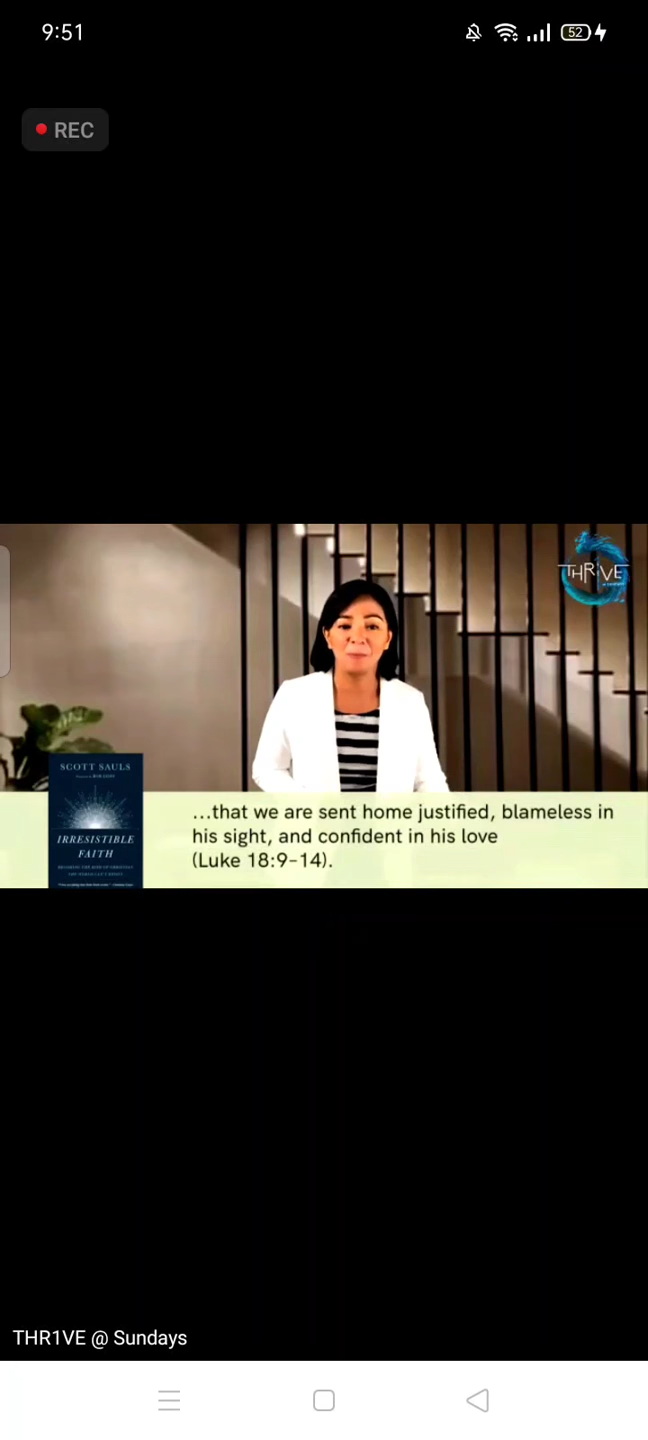 9:51
52
REC
THRIVE
SCOTT SAULS
IRRESISTIBLE
FAITH
...that we are sent home justified, blameless in
his sight, and confident in his love
(Luke 18:9–14).
THR1VE @ Sundays